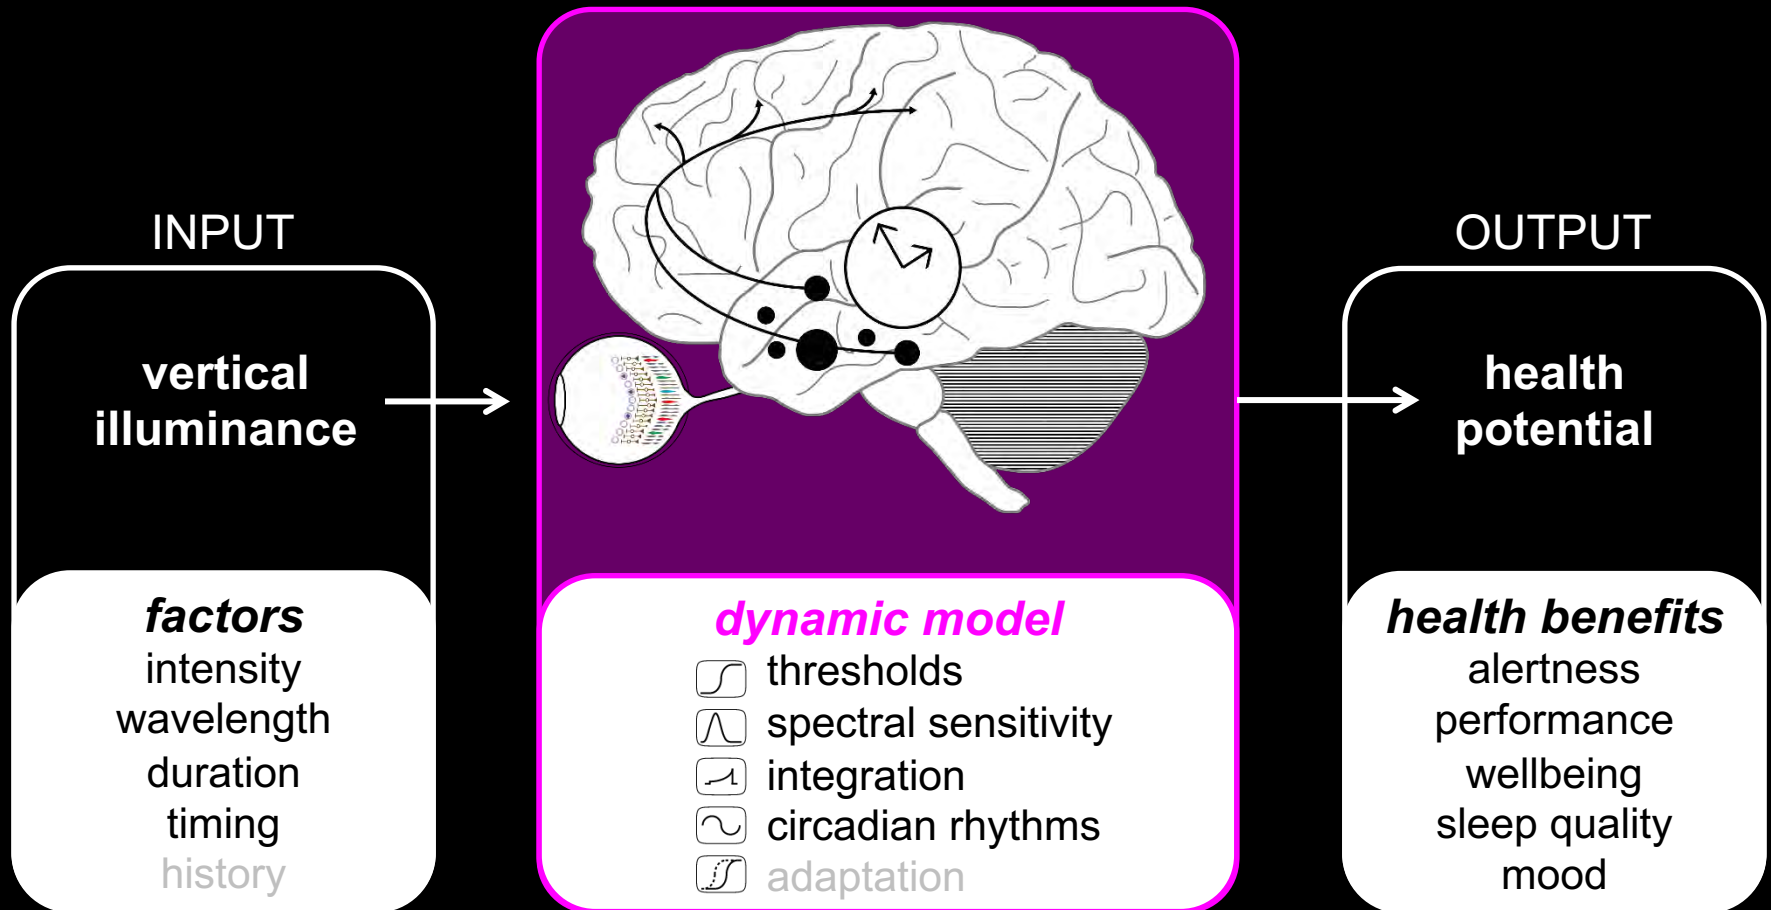 INPUT
vertical
illuminance
factors
intensity
wavelength
duration
timing
history
dynamic model
thresholds
spectral sensitivity
integration
circadian rhythms
adaptation
OUTPUT
health
potential
health benefits
alertness
performance
wellbeing
sleep quality
mood